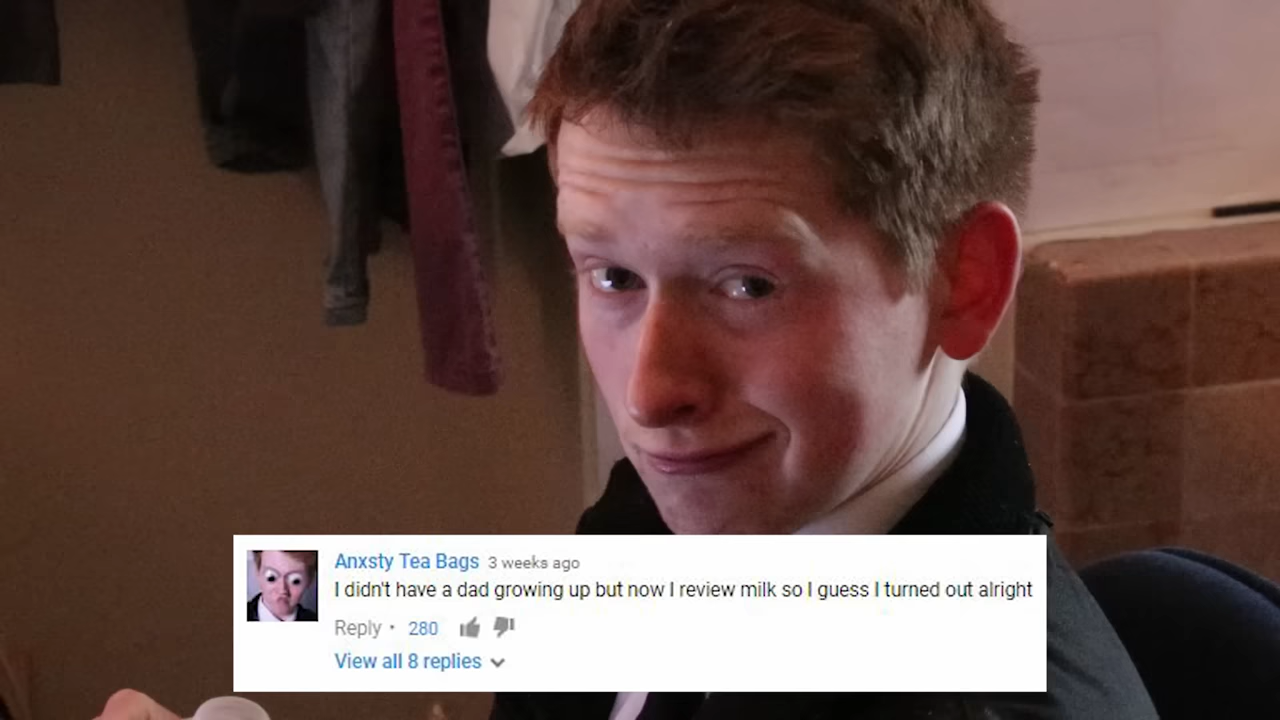 Anxsty Tea Bags 3 weeks ago
I didn't have a dad growing up but now I review milk so I guess I turned out alright
Reply • 280
View all 8 replies